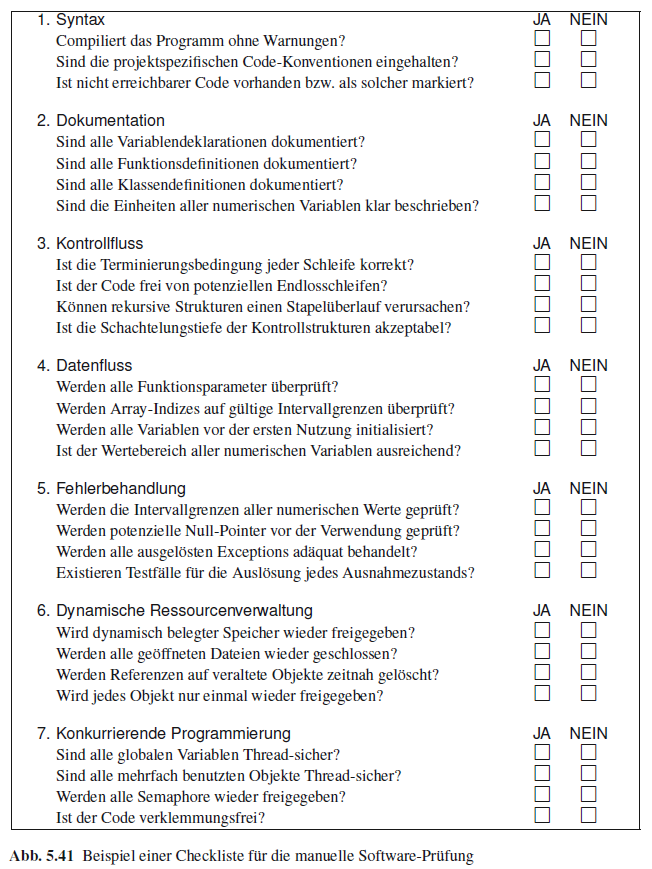 1. Syntax JA NEIN
Compiliert das Programm ohne Warnungen?
Sind die projektspezifischen Code-Konventionen eingehalten?
Ist nicht erreichbarer Code vorhanden bzw. als solcher markiert?
2. Dokumentation JA NEIN
Sind alle Variablendeklarationen dokumentiert?
Sind alle Funktionsdefinitionen dokumentiert?
Sind alle Klassendefinitionen dokumentiert?
Sind die Einheiten aller numerischen Variablen klar beschrieben?
3. Kontrollfluss JA NEIN
Ist die Terminierungsbedingung jeder Schleife korrekt?
Ist der Code frei von potenziellen Endlosschleifen?
Können rekursive Strukturen einen Stapelüberlauf verursachen?
Ist die Schachtelungstiefe der Kontrollstrukturen akzeptabel?
4. Datenfluss JA NEIN
Werden alle Funktionsparameter überprüft?
Werden Array-Indizes auf gültige Intervallgrenzen überprüft?
Werden alle Variablen vor der ersten Nutzung initialisiert?
Ist der Wertebereich aller numerischen Variablen ausreichend?
5. Fehlerbehandlung JA NEIN
Werden die Intervallgrenzen aller numerischen Werte geprüft?
Werden potenzielle Null-Pointer vor der Verwendung geprüft?
Werden alle ausgelösten Exceptions adäquat behandelt?
Existieren Testfälle für die Auslösung jedes Ausnahmezustands?
6. Dynamische Ressourcenverwaltung JA NEIN
Wird dynamisch belegter Speicher wieder freigegeben?
Werden alle geöffneten Dateien wieder geschlossen?
Werden Referenzen auf veraltete Objekte zeitnah gelöscht?
Wird jedes Objekt nur einmal wieder freigegeben?
7. Konkurrierende Programmierung JA NEIN
Sind alle globalen Variablen Thread-sicher?
Sind alle mehrfach benutzten Objekte Thread-sicher?
Werden alle Semaphore wieder freigegeben?
Ist der Code verklemmungsfrei?
Abb. 5.41 Beispiel einer Checkliste für die manuelle Software-Prüfung